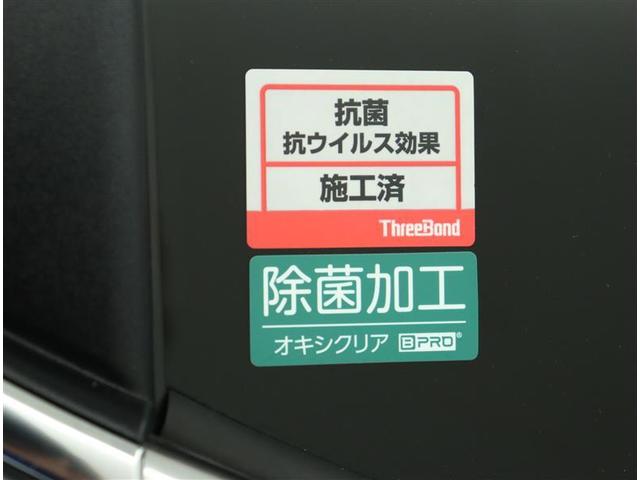 抗菌
抗ウイルス効果
施工済
ThreeBond
除菌加工
オキシクリア BPRO®